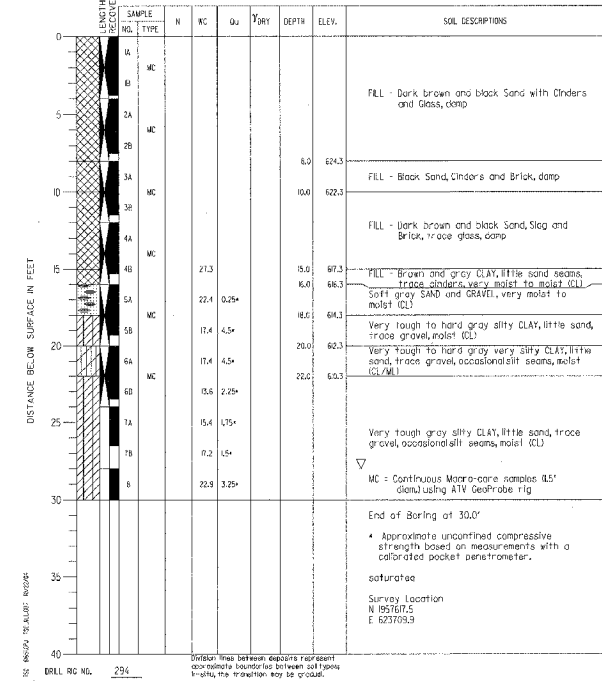 LENGTH
RECOVERY
SAMPLE
NO. TYPE
N WC Qu γDRY DEPTH ELEV. SOIL DESCRIPTIONS
DISTANCE BELOW SURFACE IN FEET
0
1A
MC
1B
FILL - Dark brown and black Sand with Cinders
and Glass, damp
5
2A
MC
2B
8.0 624.3
3A
FILL - Black Sand, Cinders and Brick, damp
10 MC 10.0 622.3
3B
FILL - Dark brown and black Sand, Slag and
Brick, trace glass, damp
4A
MC
15 4B 27.3 15.0 617.3
FILL - Brown and gray CLAY, little sand seams,
trace cinders, very moist to moist (CL)
16.0 616.3
5A 22.4 0.25*
Soft gray SAND and GRAVEL, very moist to
moist (CL)
MC 18.0 614.3
5B 17.4 4.5*
Very tough to hard gray silty CLAY, little sand,
trace gravel, moist (CL)
20 20.0 612.3
6A 17.4 4.5*
Very tough to hard gray very silty CLAY, little
sand, trace gravel, occasional silt seams, moist
(CL/ML)
MC 22.0 610.3
6B 13.6 2.25*
25 7A 15.4 1.75*
Very tough gray silty CLAY, little sand, trace
gravel, occasional silt seams, moist (CL)
7B 17.2 1.5*
8 22.9 3.25*
MC = Continuous Macro-core samples (1.5"
diam.) using ATV GeoProbe rig
30
End of Boring at 30.0'
* Approximate unconfined compressive
strength based on measurements with a
calibrated pocket penetrometer.
35
saturated
Survey Location
N 1957617.5
E 623709.9
40
DRILL RIG NO. 294
Division lines between deposits represent
approximate boundaries between soil types;
in-situ, the transition may be gradual.